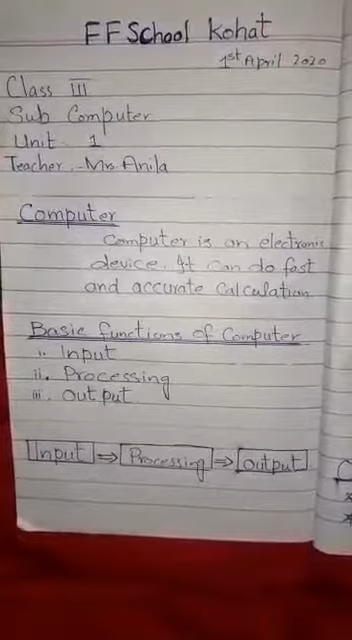 FF School Kohat
1st April 2020
Class III
Sub Computer
Unit 1
Teacher - Mrs Anila
Computer
Computer is an electronic
device. It can do fast
and accurate calculation
Basic functions of Computer
i. Input
ii. Processing
iii. output
Input ⇒ Processing ⇒ output